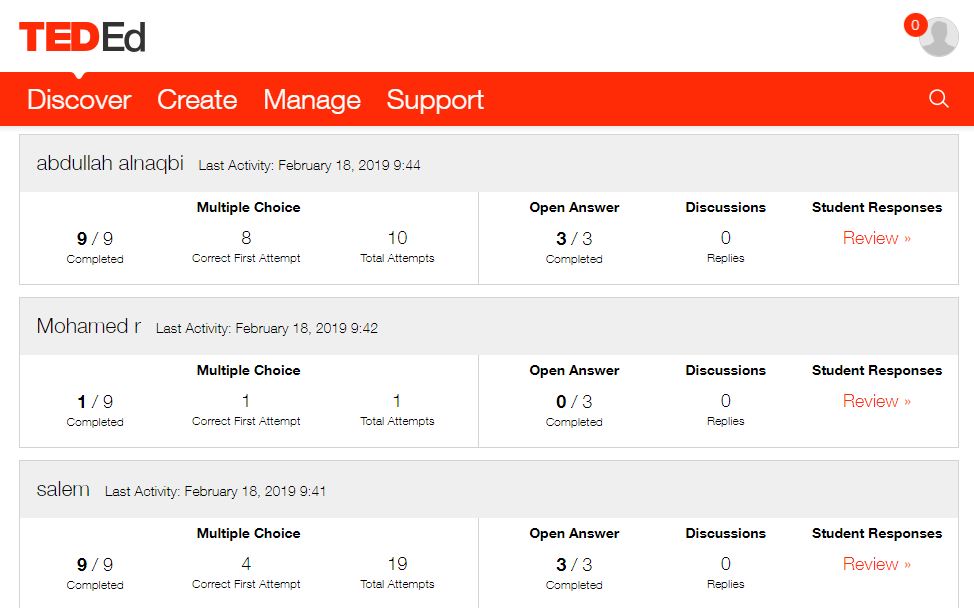 TEDEd
0
Discover Create Manage Support
abdullah alnaqbi Last Activity: February 18, 2019 9:44
Multiple Choice Open Answer Discussions Student Responses
9 / 9 8 10 3 / 3 0 Review »
Completed Correct First Attempt Total Attempts Completed Replies
Mohamed r Last Activity: February 18, 2019 9:42
Multiple Choice Open Answer Discussions Student Responses
1 / 9 1 1 0 / 3 0 Review »
Completed Correct First Attempt Total Attempts Completed Replies
salem Last Activity: February 18, 2019 9:41
Multiple Choice Open Answer Discussions Student Responses
9 / 9 4 19 3 / 3 0 Review »
Completed Correct First Attempt Total Attempts Completed Replies